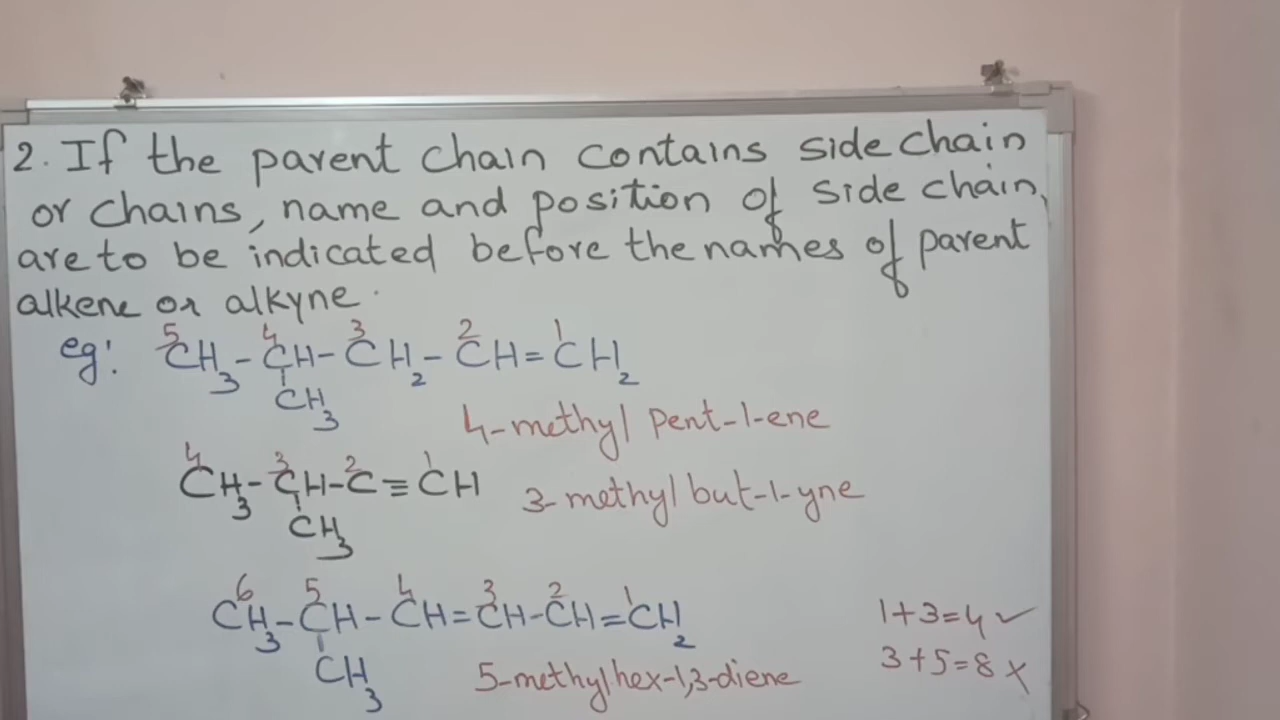 2. If the parent chain contains side chain
or chains, name and position of side chain,
are to be indicated before the names of parent
alkene or alkyne.
5 4 3 2 1
eg: CH3-CH-CH2-CH=CH2
CH3
4-methyl pent-1-ene
4 3 2 1
CH3-CH-C≡CH 3-methyl but-1-yne
CH3
6 5 4 3 2 1
CH3-CH-CH=CH-CH=CH2 1+3=4 ✓
CH3 5-methylhex-1,3-diene 3+5=8 ×